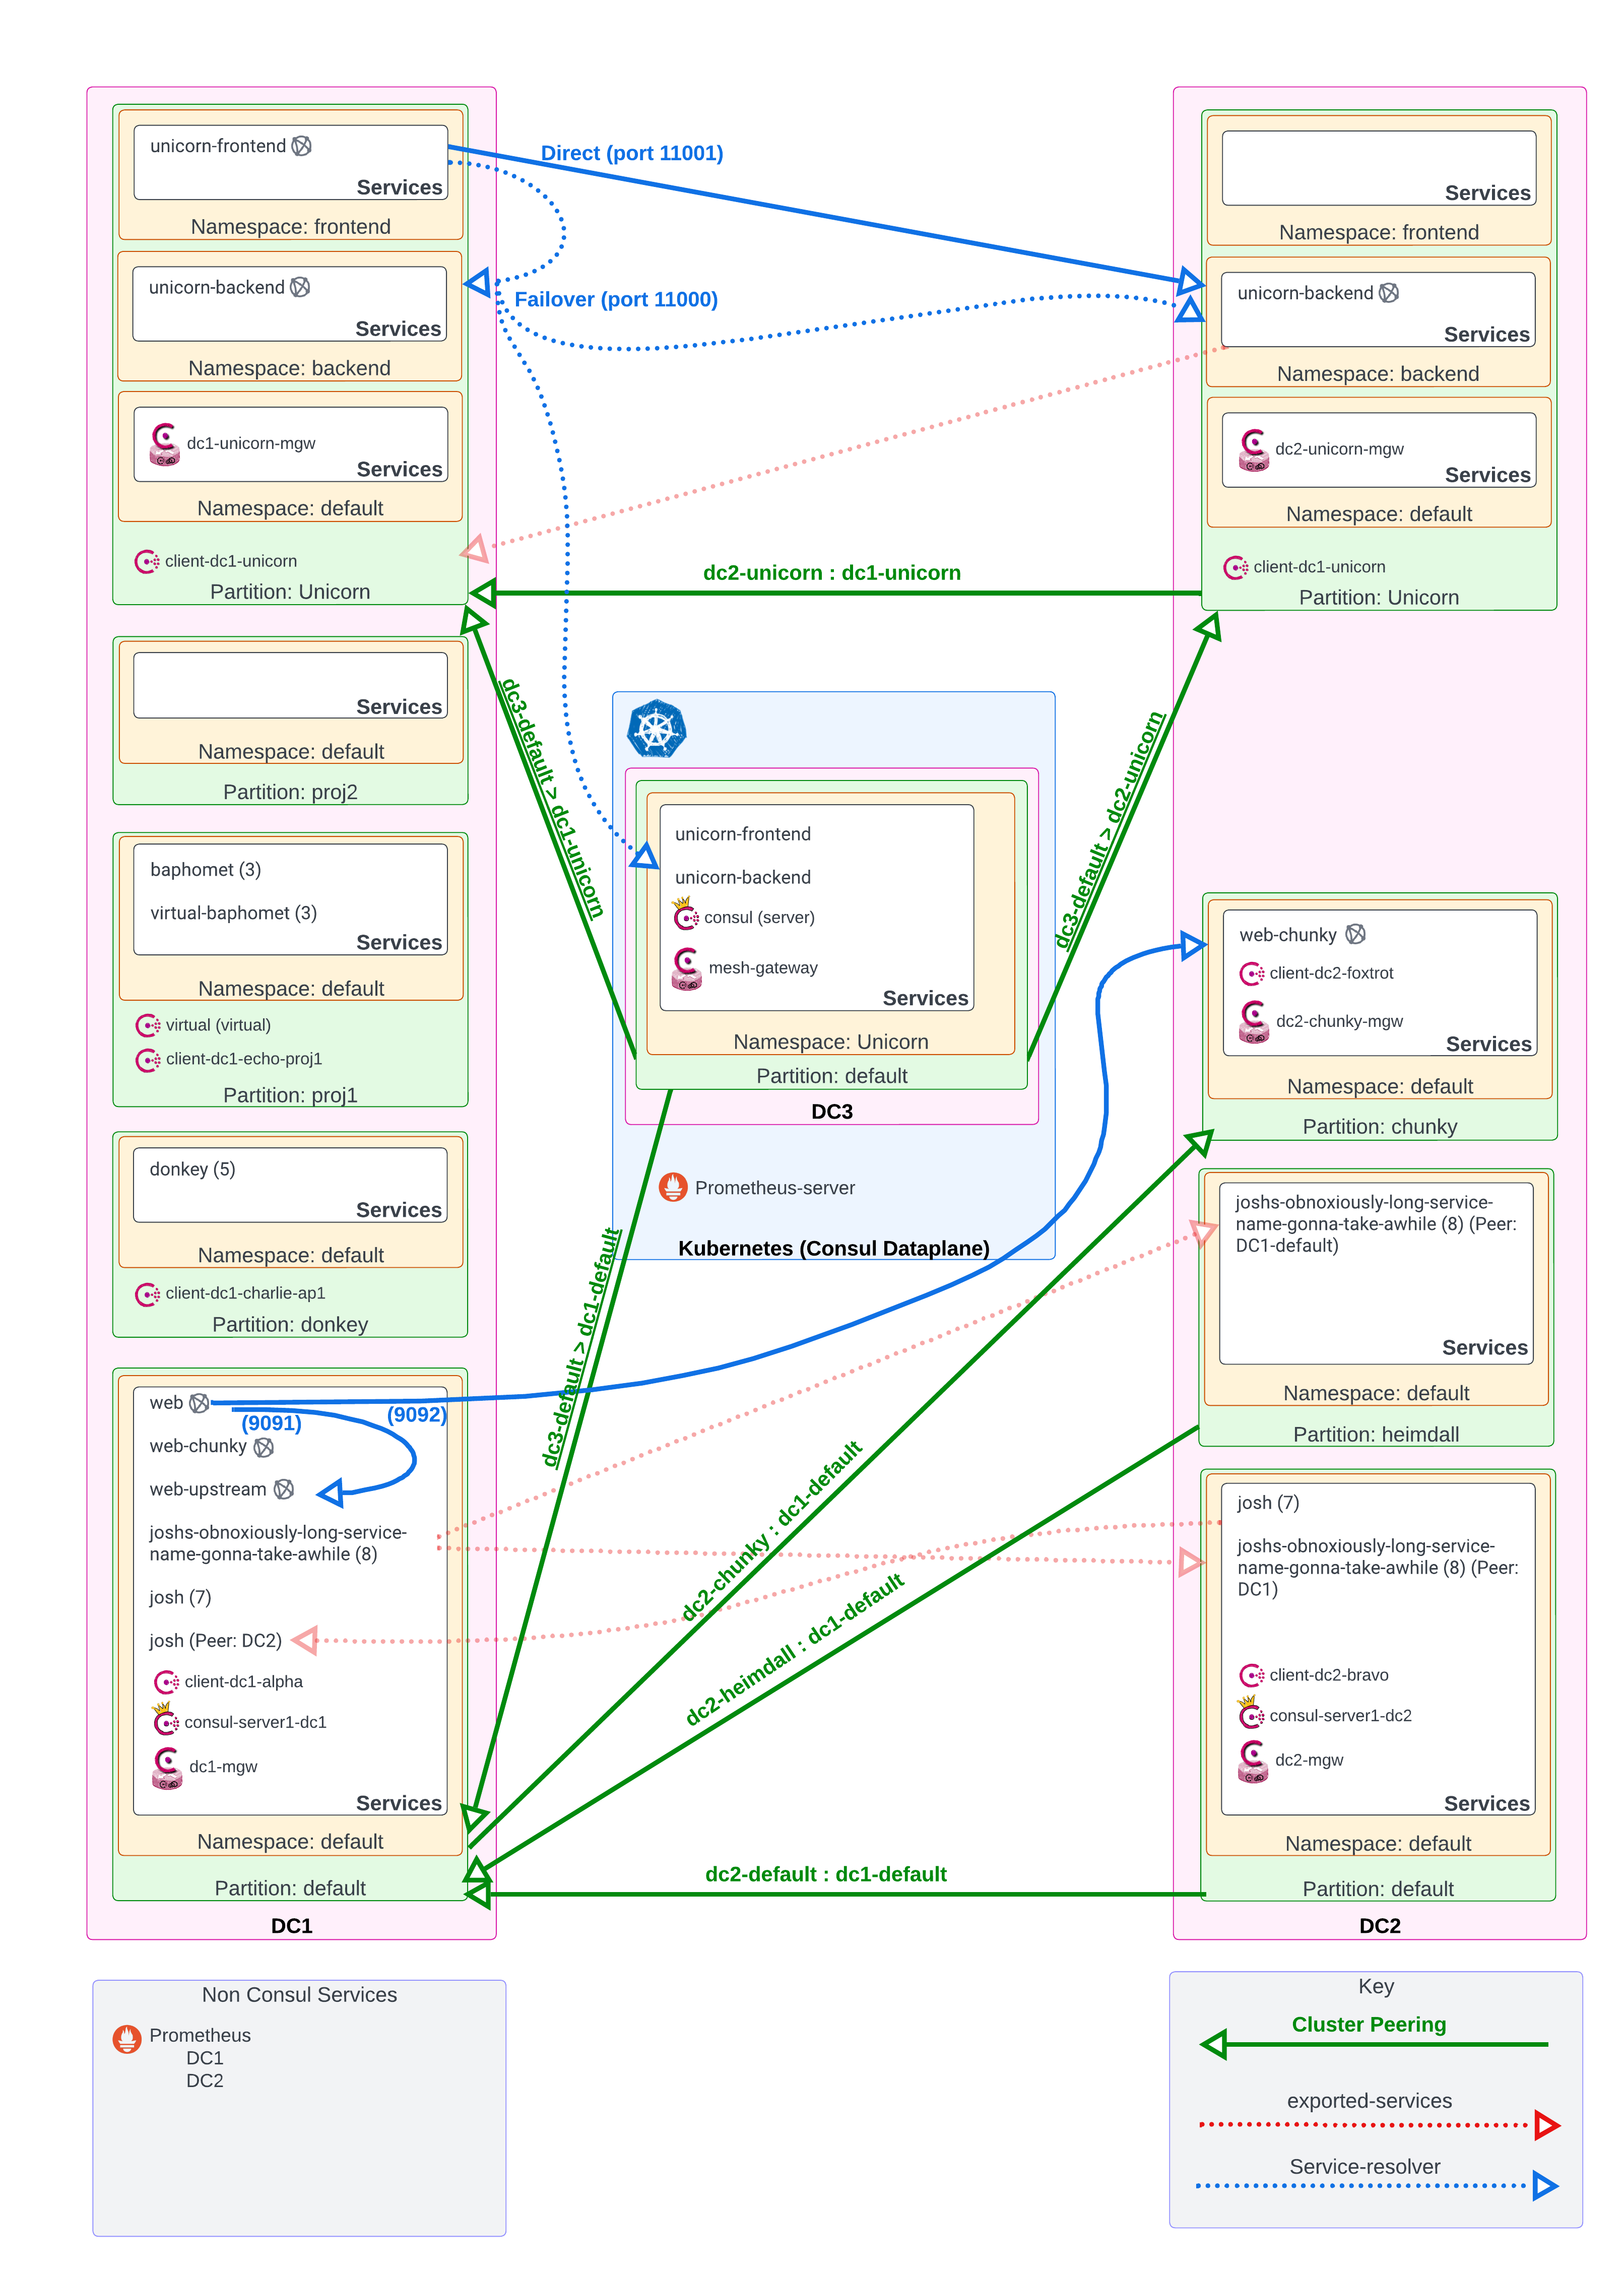 unicorn-frontend
Services
Namespace: frontend
unicorn-backend
Services
Namespace: backend
dc1-unicorn-mgw
Services
Namespace: default
client-dc1-unicorn
Partition: Unicorn
Services
Namespace: default
Partition: proj2
baphomet (3)
virtual-baphomet (3)
Services
Namespace: default
virtual (virtual)
client-dc1-echo-proj1
Partition: proj1
donkey (5)
Services
Namespace: default
client-dc1-charlie-ap1
Partition: donkey
web
(9091)
(9092)
web-chunky
web-upstream
joshs-obnoxiously-long-service-
name-gonna-take-awhile (8)
josh (7)
josh (Peer: DC2)
client-dc1-alpha
consul-server1-dc1
dc1-mgw
Services
Namespace: default
Partition: default
DC1
Direct (port 11001)
Failover (port 11000)
dc2-unicorn : dc1-unicorn
dc3-default > dc1-unicorn
dc3-default > dc2-unicorn
unicorn-frontend
unicorn-backend
consul (server)
mesh-gateway
Services
Namespace: Unicorn
Partition: default
DC3
Prometheus-server
Kubernetes (Consul Dataplane)
dc3-default > dc1-default
dc2-chunky : dc1-default
dc2-heimdall : dc1-default
dc2-default : dc1-default
Services
Namespace: frontend
unicorn-backend
Services
Namespace: backend
dc2-unicorn-mgw
Services
Namespace: default
client-dc1-unicorn
Partition: Unicorn
web-chunky
client-dc2-foxtrot
dc2-chunky-mgw
Services
Namespace: default
Partition: chunky
joshs-obnoxiously-long-service-
name-gonna-take-awhile (8) (Peer:
DC1-default)
Services
Namespace: default
Partition: heimdall
josh (7)
joshs-obnoxiously-long-service-
name-gonna-take-awhile (8) (Peer:
DC1)
client-dc2-bravo
consul-server1-dc2
dc2-mgw
Services
Namespace: default
Partition: default
DC2
Non Consul Services
Prometheus
DC1
DC2
Key
Cluster Peering
exported-services
Service-resolver